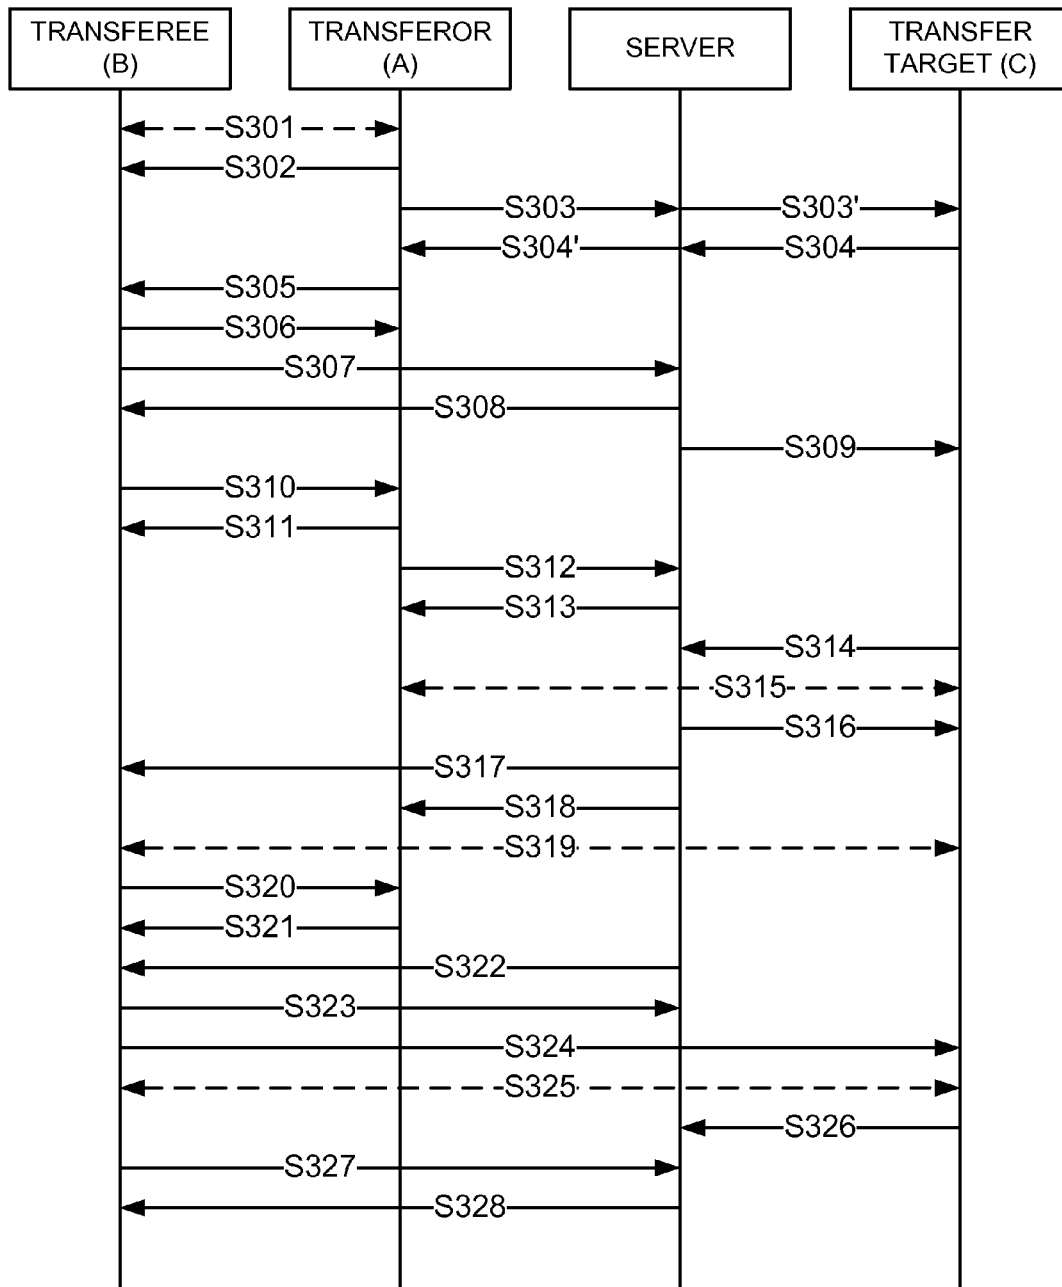 TRANSFEREE
(B)
TRANSFEROR
(A)
SERVER
TRANSFER
TARGET (C)
S301
S302
S303
S303'
S304'
S304
S305
S306
S307
S308
S309
S310
S311
S312
S313
S314
S315
S316
S317
S318
S319
S320
S321
S322
S323
S324
S325
S326
S327
S328